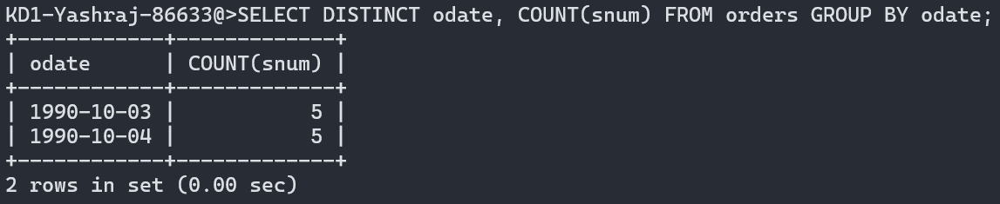 KD1-Yashraj-86633@>SELECT DISTINCT odate, COUNT(snum) FROM orders GROUP BY odate;
+------------+-------------+
| odate      | COUNT(snum) |
+------------+-------------+
| 1990-10-03 |           5 |
| 1990-10-04 |           5 |
+------------+-------------+
2 rows in set (0.00 sec)